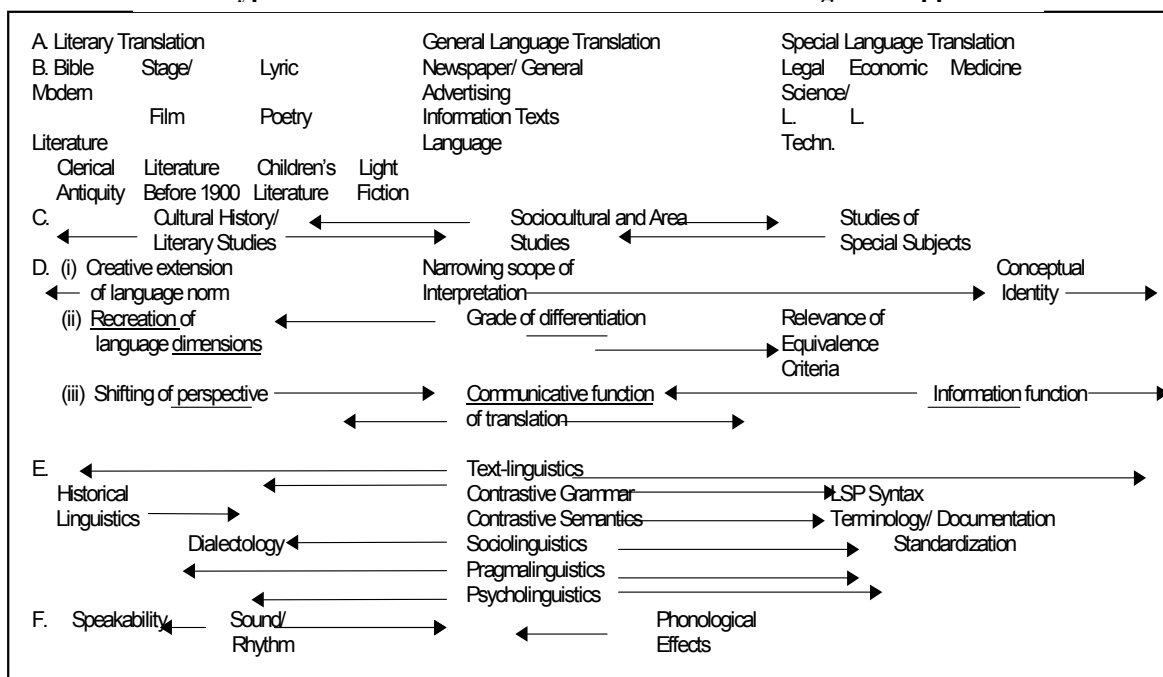 A. Literary Translation General Language Translation Special Language Translation
B. Bible Stage/ Lyric Newspaper/ General Legal Economic Medicine
Modern Advertising Science/
Film Poetry Information Texts L. L.
Literature Language Techn.
Clerical Literature Children's Light
Antiquity Before 1900 Literature Fiction
C. Cultural History/ Sociocultural and Area Studies of
Literary Studies Studies Special Subjects
D. (i) Creative extension Narrowing scope of Conceptual
of language norm Interpretation Identity
(ii) Recreation of Grade of differentiation Relevance of
language dimensions Equivalence
Criteria
(iii) Shifting of perspective Communicative function Information function
of translation
E. Text-linguistics
Historical Contrastive Grammar LSP Syntax
Linguistics Contrastive Semantics Terminology/ Documentation
Dialectology Sociolinguistics Standardization
Pragmalinguistics
Psycholinguistics
F. Speakability Sound/ Phonological
Rhythm Effects